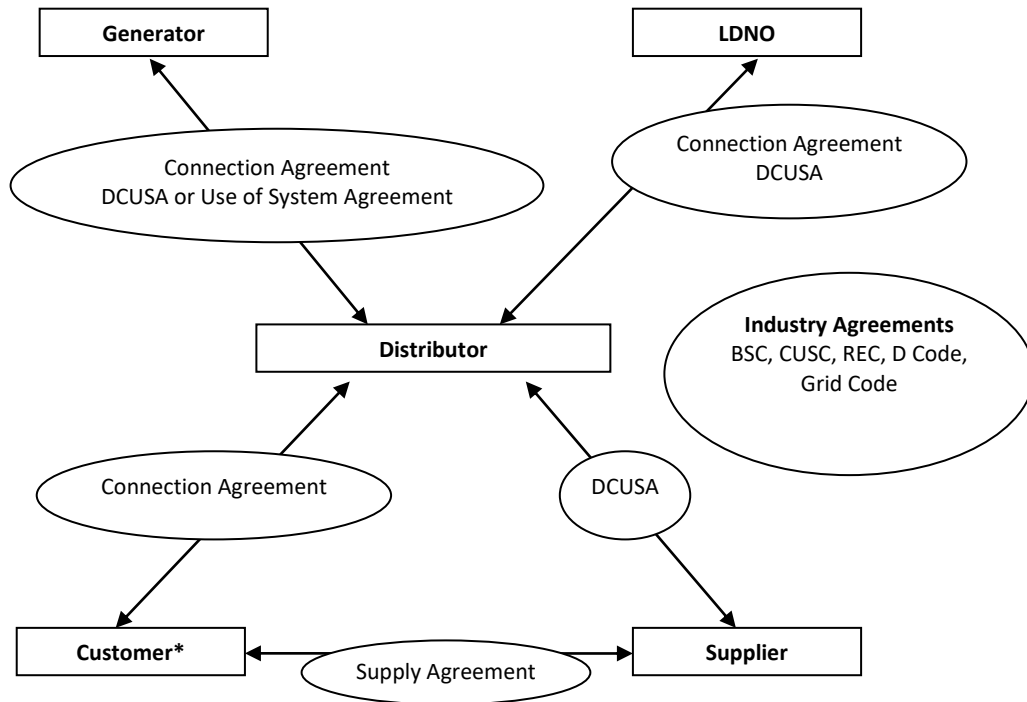 Generator
LDNO
Connection Agreement
DCUSA or Use of System Agreement
Connection Agreement
DCUSA
Industry Agreements
BSC, CUSC, REC, D Code,
Grid Code
Distributor
Connection Agreement
DCUSA
Customer*
Supply Agreement
Supplier